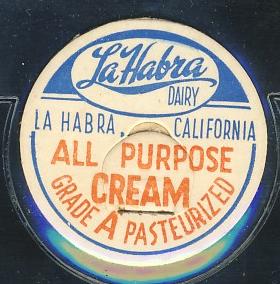 La Habra
DAIRY
LA HABRA, CALIFORNIA
ALL PURPOSE
CREAM
GRADE A PASTEURIZED